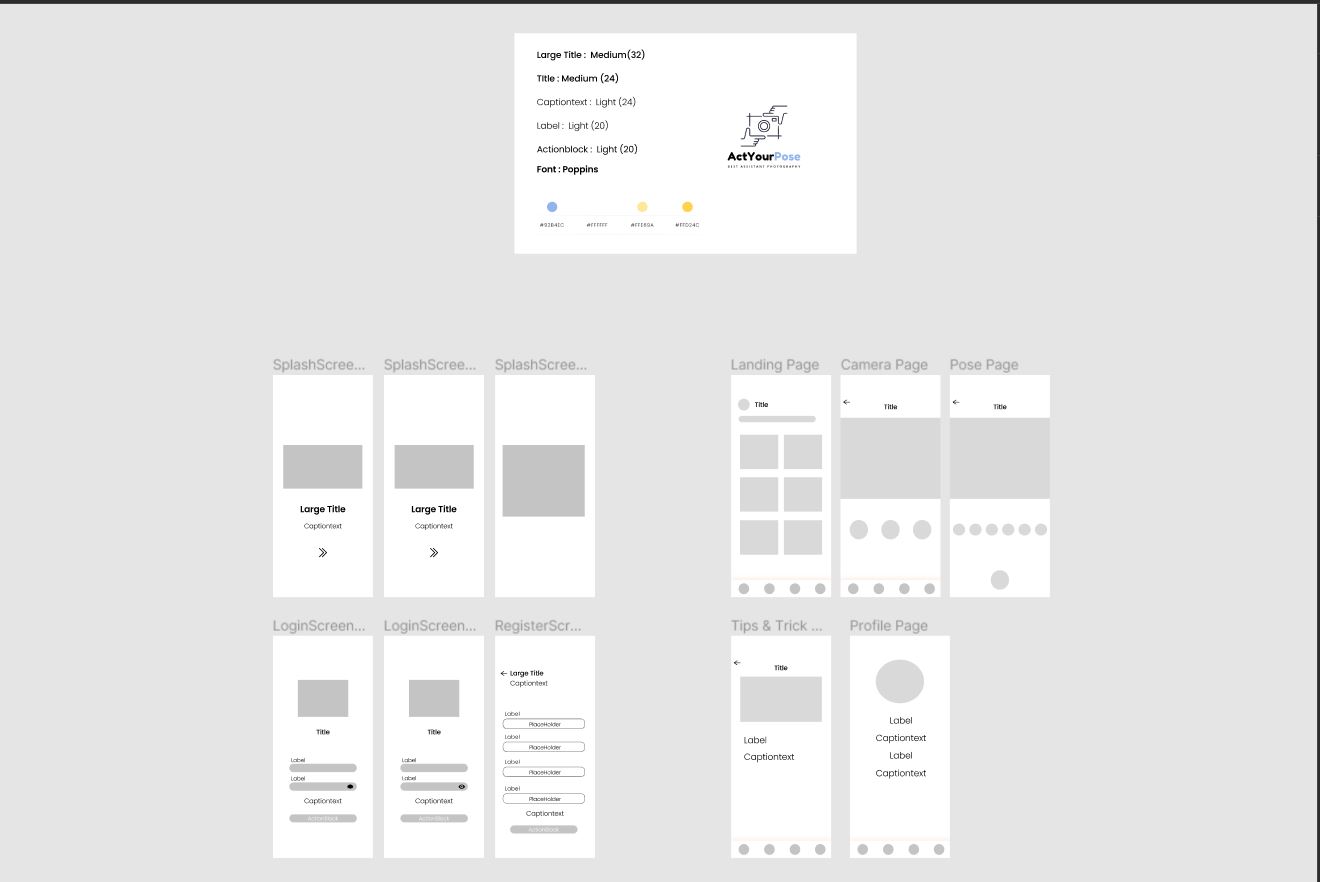 Large Title :  Medium(32)
TItle : Medium (24)
Captiontext :  Light (24)
Label :  Light (20)
Actionblock :  Light (20)
Font : Poppins
ActYourPose
BEST ASSISTANT PHOTOGRAPHY
#92B4EC
#FFFFFF
#FFE69A
#FFD24C
SplashScree...
SplashScree...
SplashScree...
Large Title
Captiontext
Large Title
Captiontext
Landing Page
Camera Page
Pose Page
Title
Title
Title
LoginScreen...
LoginScreen...
RegisterScr...
Title
Label
Label
Captiontext
ActionBlock
Title
Label
Label
Captiontext
ActionBlock
Large Title
Captiontext
Label
PlaceHolder
Label
PlaceHolder
Label
PlaceHolder
Label
PlaceHolder
Captiontext
ActionBlock
Tips & Trick ...
Profile Page
Title
Label
Captiontext
Label
Captiontext
Label
Captiontext